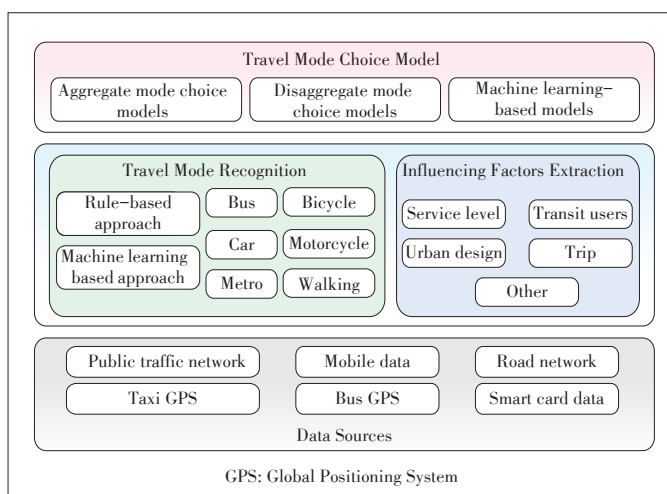 Travel Mode Choice Model
Aggregate mode choice
models
Disaggregate mode
choice models
Machine learning-
based models
Travel Mode Recognition
Rule-based
approach
Machine learning
based approach
Bus
Bicycle
Car
Motorcycle
Metro
Walking
Influencing Factors Extraction
Service level
Transit users
Urban design
Trip
Other
Public traffic network
Mobile data
Road network
Taxi GPS
Bus GPS
Smart card data
Data Sources
GPS: Global Positioning System